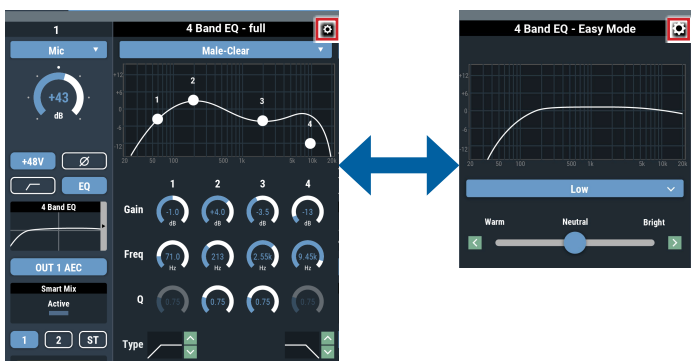 1
4 Band EQ - full
Mic
Male-Clear
+43
dB
+12
+6
0
-6
-12
1
2
3
4
20 50 100 500 1k 5k 10k 20k
+48V Ø
EQ
4 Band EQ
OUT 1 AEC
Smart Mix
Active
1 2 ST
1 2 3 4
Gain -1.0 dB +4.0 dB -3.5 dB -13 dB
Freq 71.0 Hz 213 Hz 2.55k Hz 9.45k Hz
Q 0.75 0.75 0.75 0.75
Type
4 Band EQ - Easy Mode
+12
+6
0
-6
-12
20 50 100 500 1k 5k 10k 20k
Low
Warm Neutral Bright